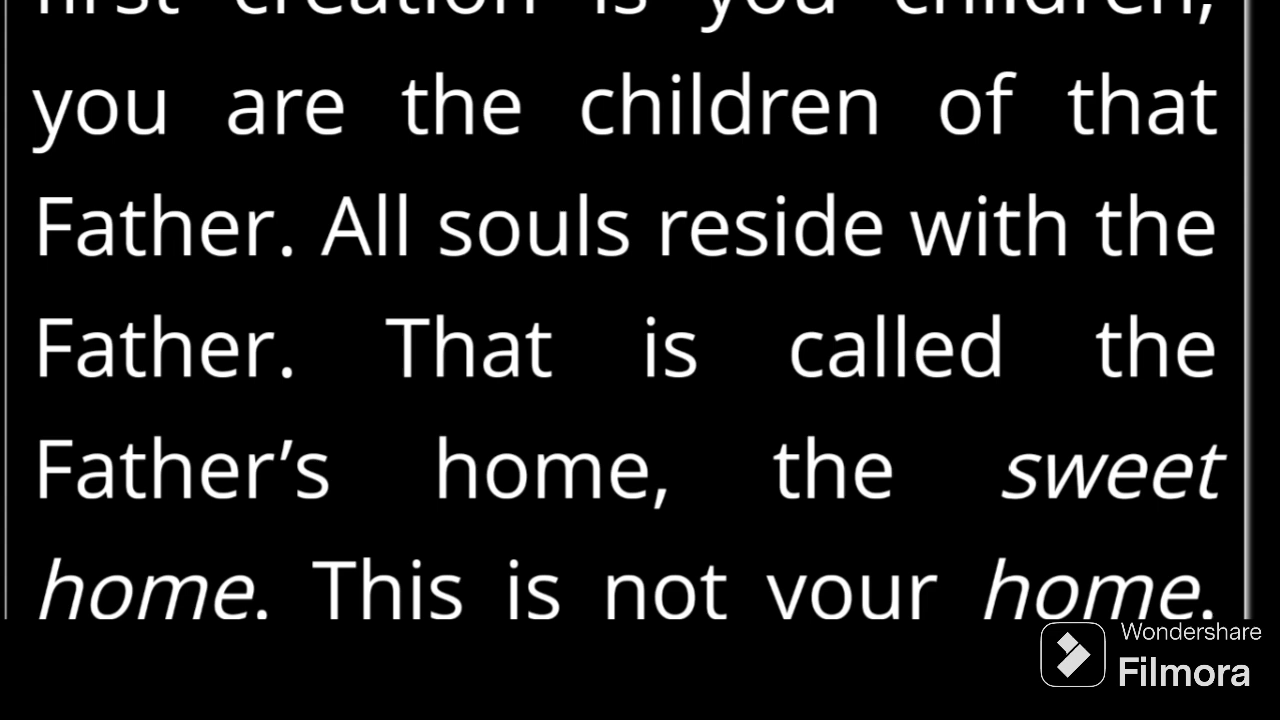 first creation is you children,
you are the children of that
Father. All souls reside with the
Father. That is called the
Father’s home, the sweet
home. This is not your home.
Wondershare
Filmora